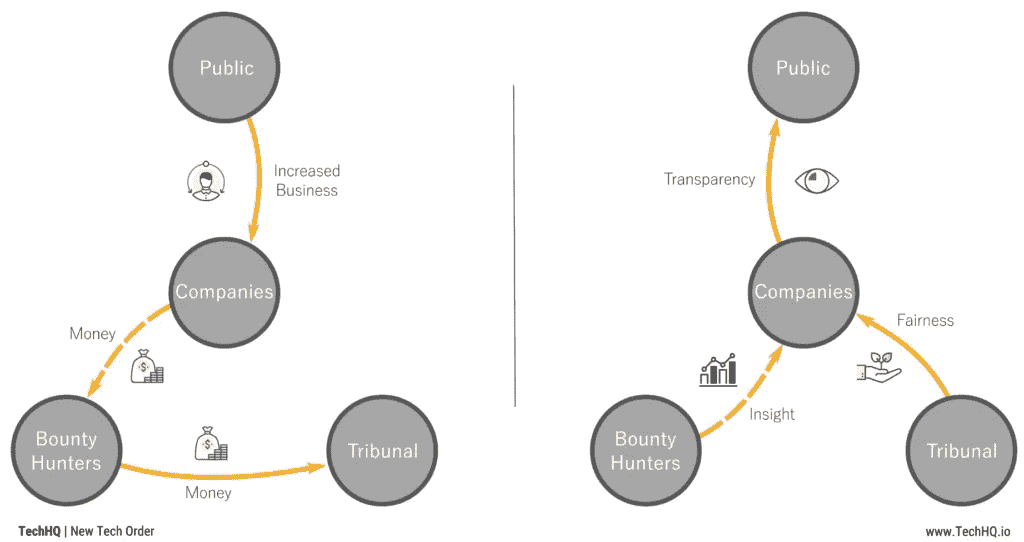 Public
Increased
Business
Companies
Money
$
Bounty
Hunters
$
Tribunal
Money
TechHQ | New Tech Order
Public
Transparency
Companies
Fairness
Insight
Bounty
Hunters
Tribunal
www.TechHQ.io